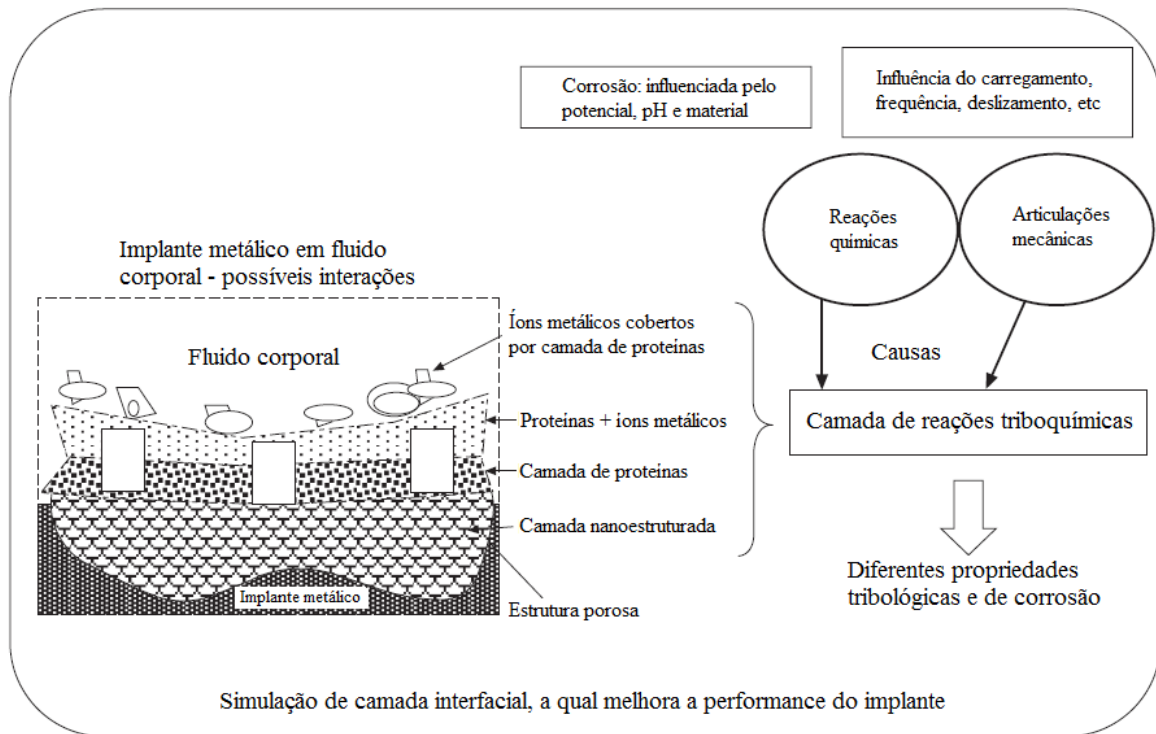 Corrosão: influenciada pelo
potencial, pH e material
Influência do carregamento,
frequência, deslizamento, etc
Reações
químicas
Articulações
mecânicas
Implante metálico em fluido
corporal - possíveis interações
Fluido corporal
Íons metálicos cobertos
por camada de proteínas
Proteínas + íons metálicos
Camada de proteínas
Camada nanoestruturada
Estrutura porosa
Implante metálico
Causas
Camada de reações triboquímicas
Diferentes propriedades
tribológicas e de corrosão
Simulação de camada interfacial, a qual melhora a performance do implante